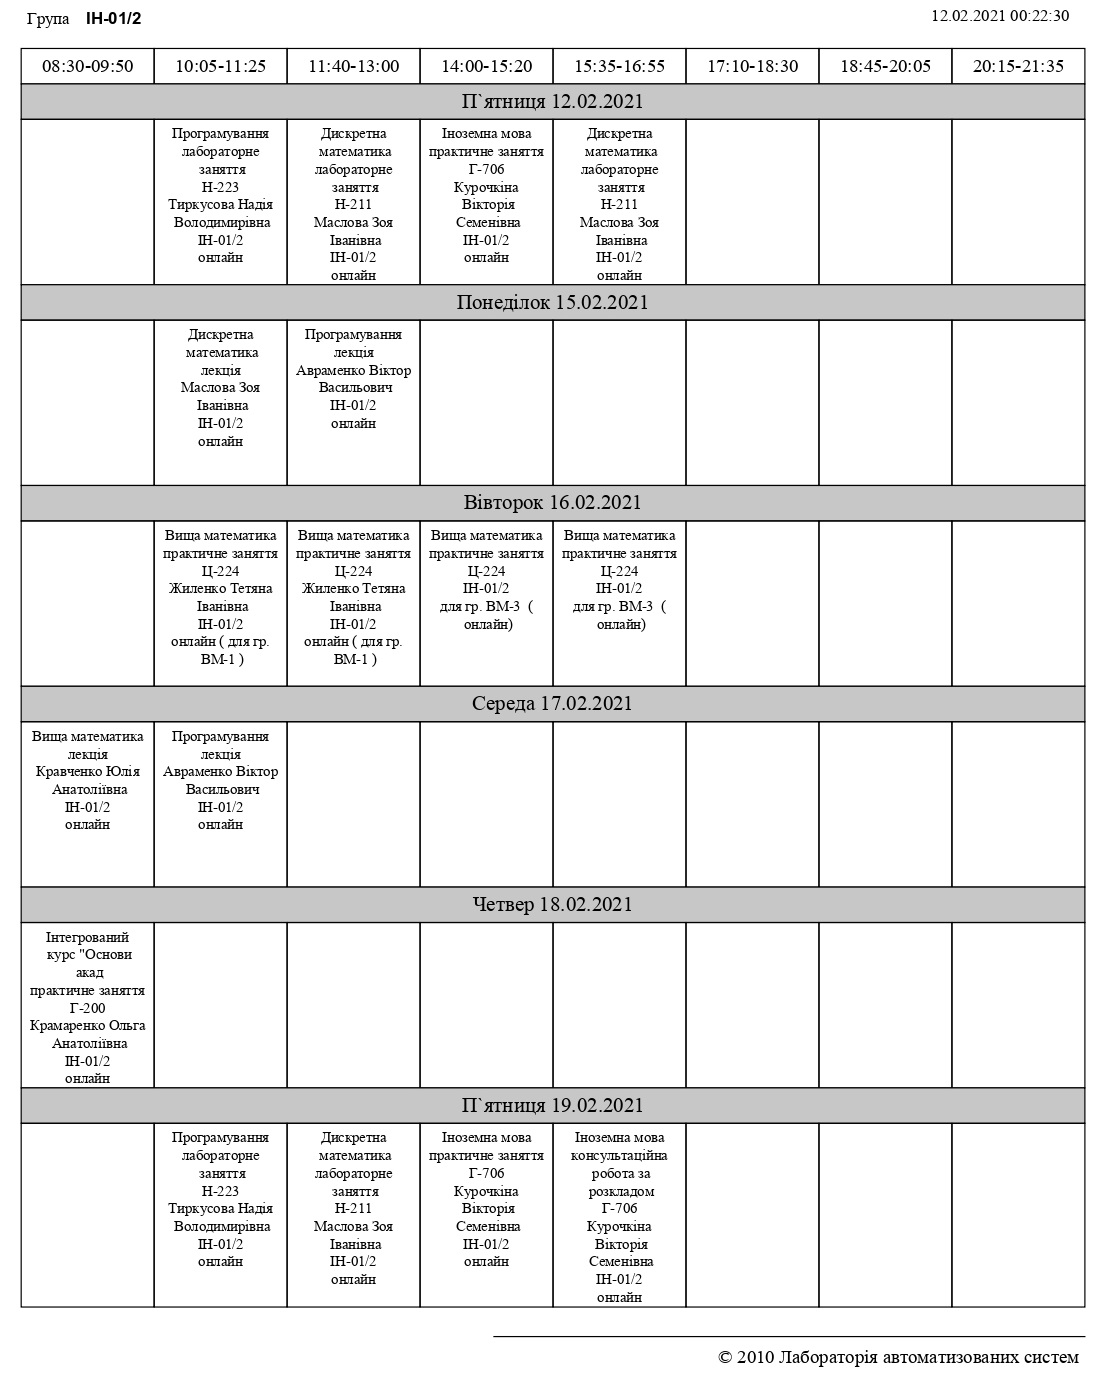 Група ІН-01/2
12.02.2021 00:22:30
08:30-09:50 10:05-11:25 11:40-13:00 14:00-15:20 15:35-16:55 17:10-18:30 18:45-20:05 20:15-21:35
П`ятниця 12.02.2021
Програмування
лабораторне
заняття
Н-223
Тиркусова Надія
Володимирівна
ІН-01/2
онлайн
Дискретна
математика
лабораторне
заняття
Н-211
Маслова Зоя
Іванівна
ІН-01/2
онлайн
Іноземна мова
практичне заняття
Г-706
Курочкіна
Вікторія
Семенівна
ІН-01/2
онлайн
Дискретна
математика
лабораторне
заняття
Н-211
Маслова Зоя
Іванівна
ІН-01/2
онлайн
Понеділок 15.02.2021
Дискретна
математика
лекція
Маслова Зоя
Іванівна
ІН-01/2
онлайн
Програмування
лекція
Авраменко Віктор
Васильович
ІН-01/2
онлайн
Вівторок 16.02.2021
Вища математика
практичне заняття
Ц-224
Жиленко Тетяна
Іванівна
ІН-01/2
онлайн ( для гр.
ВМ-1 )
Вища математика
практичне заняття
Ц-224
Жиленко Тетяна
Іванівна
ІН-01/2
онлайн ( для гр.
ВМ-1 )
Вища математика
практичне заняття
Ц-224
ІН-01/2
для гр. ВМ-3 (
онлайн)
Вища математика
практичне заняття
Ц-224
ІН-01/2
для гр. ВМ-3 (
онлайн)
Середа 17.02.2021
Вища математика
лекція
Кравченко Юлія
Анатоліївна
ІН-01/2
онлайн
Програмування
лекція
Авраменко Віктор
Васильович
ІН-01/2
онлайн
Четвер 18.02.2021
Інтегрований
курс "Основи
акад
практичне заняття
Г-200
Крамаренко Ольга
Анатоліївна
ІН-01/2
онлайн
П`ятниця 19.02.2021
Програмування
лабораторне
заняття
Н-223
Тиркусова Надія
Володимирівна
ІН-01/2
онлайн
Дискретна
математика
лабораторне
заняття
Н-211
Маслова Зоя
Іванівна
ІН-01/2
онлайн
Іноземна мова
практичне заняття
Г-706
Курочкіна
Вікторія
Семенівна
ІН-01/2
онлайн
Іноземна мова
консультаційна
робота за
розкладом
Г-706
Курочкіна
Вікторія
Семенівна
ІН-01/2
онлайн
© 2010 Лабораторія автоматизованих систем